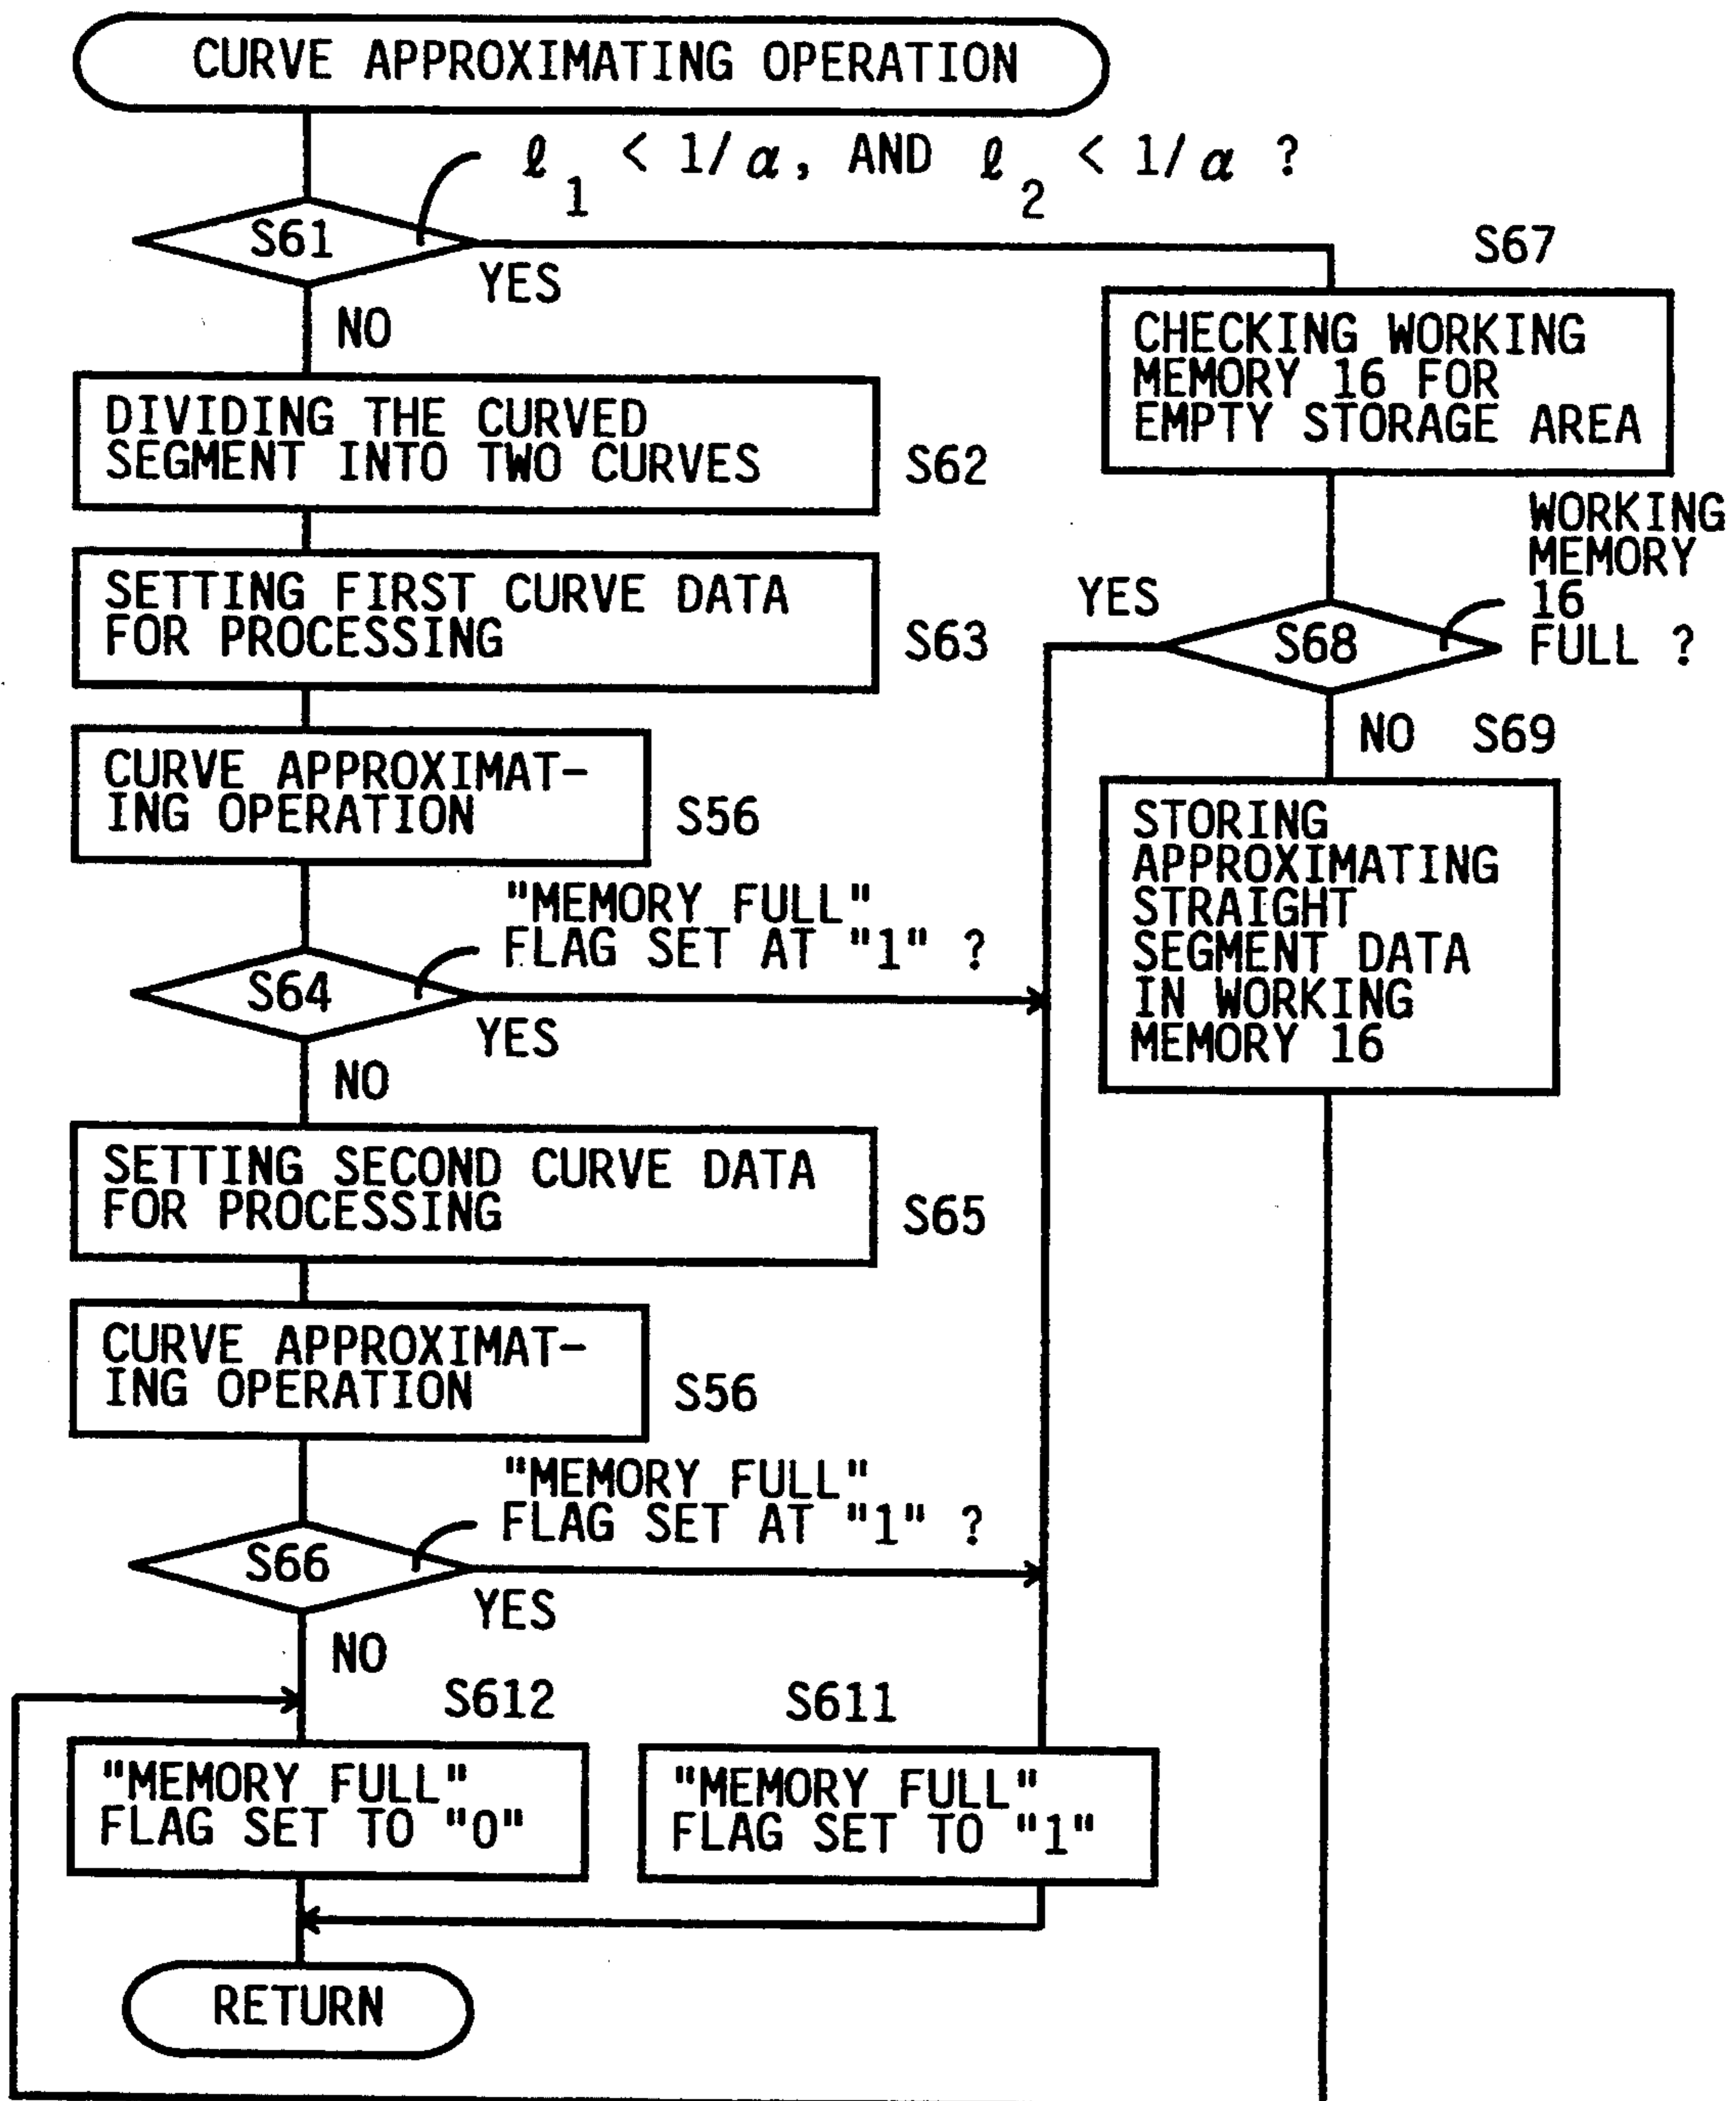 CURVE APPROXIMATING OPERATION
ℓ1 < 1/α, AND ℓ2 < 1/α ?
S61
YES
NO
S67
CHECKING WORKING
MEMORY 16 FOR
EMPTY STORAGE AREA
DIVIDING THE CURVED
SEGMENT INTO TWO CURVES
S62
WORKING
MEMORY
16
FULL ?
YES
S68
NO
SETTING FIRST CURVE DATA
FOR PROCESSING
S63
S69
STORING
APPROXIMATING
STRAIGHT
SEGMENT DATA
IN WORKING
MEMORY 16
CURVE APPROXIMAT-
ING OPERATION
S56
"MEMORY FULL"
FLAG SET AT "1" ?
S64
YES
NO
SETTING SECOND CURVE DATA
FOR PROCESSING
S65
CURVE APPROXIMAT-
ING OPERATION
S56
"MEMORY FULL"
FLAG SET AT "1" ?
S66
YES
NO
S612
"MEMORY FULL"
FLAG SET TO "0"
S611
"MEMORY FULL"
FLAG SET TO "1"
RETURN